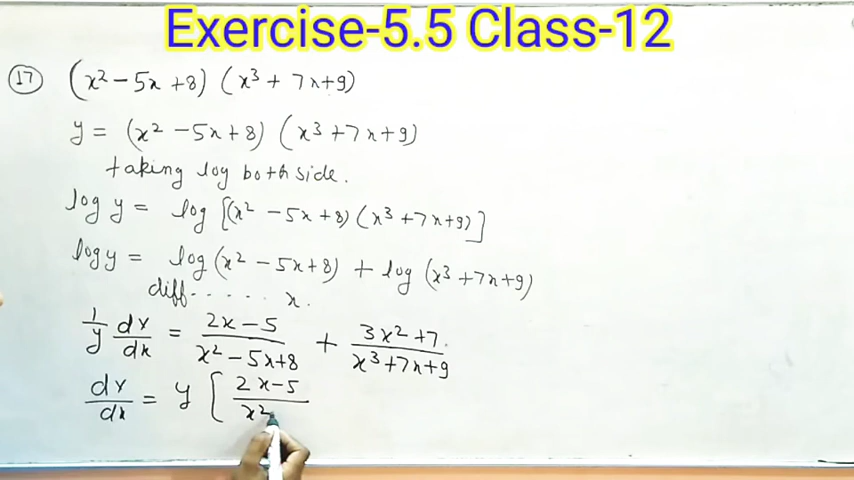 Exercise-5.5 Class-12
17 (x² - 5x + 8) (x³ + 7x + 9)
y = (x² - 5x + 8) (x³ + 7x + 9)
taking log both side.
log y = log [(x² - 5x + 8) (x³ + 7x + 9)]
log y = log (x² - 5x + 8) + log (x³ + 7x + 9)
diff...... x.
1/y dy/dx = (2x - 5)/(x² - 5x + 8) + (3x² + 7)/(x³ + 7x + 9)
dy/dx = y [ (2x - 5)/(x²